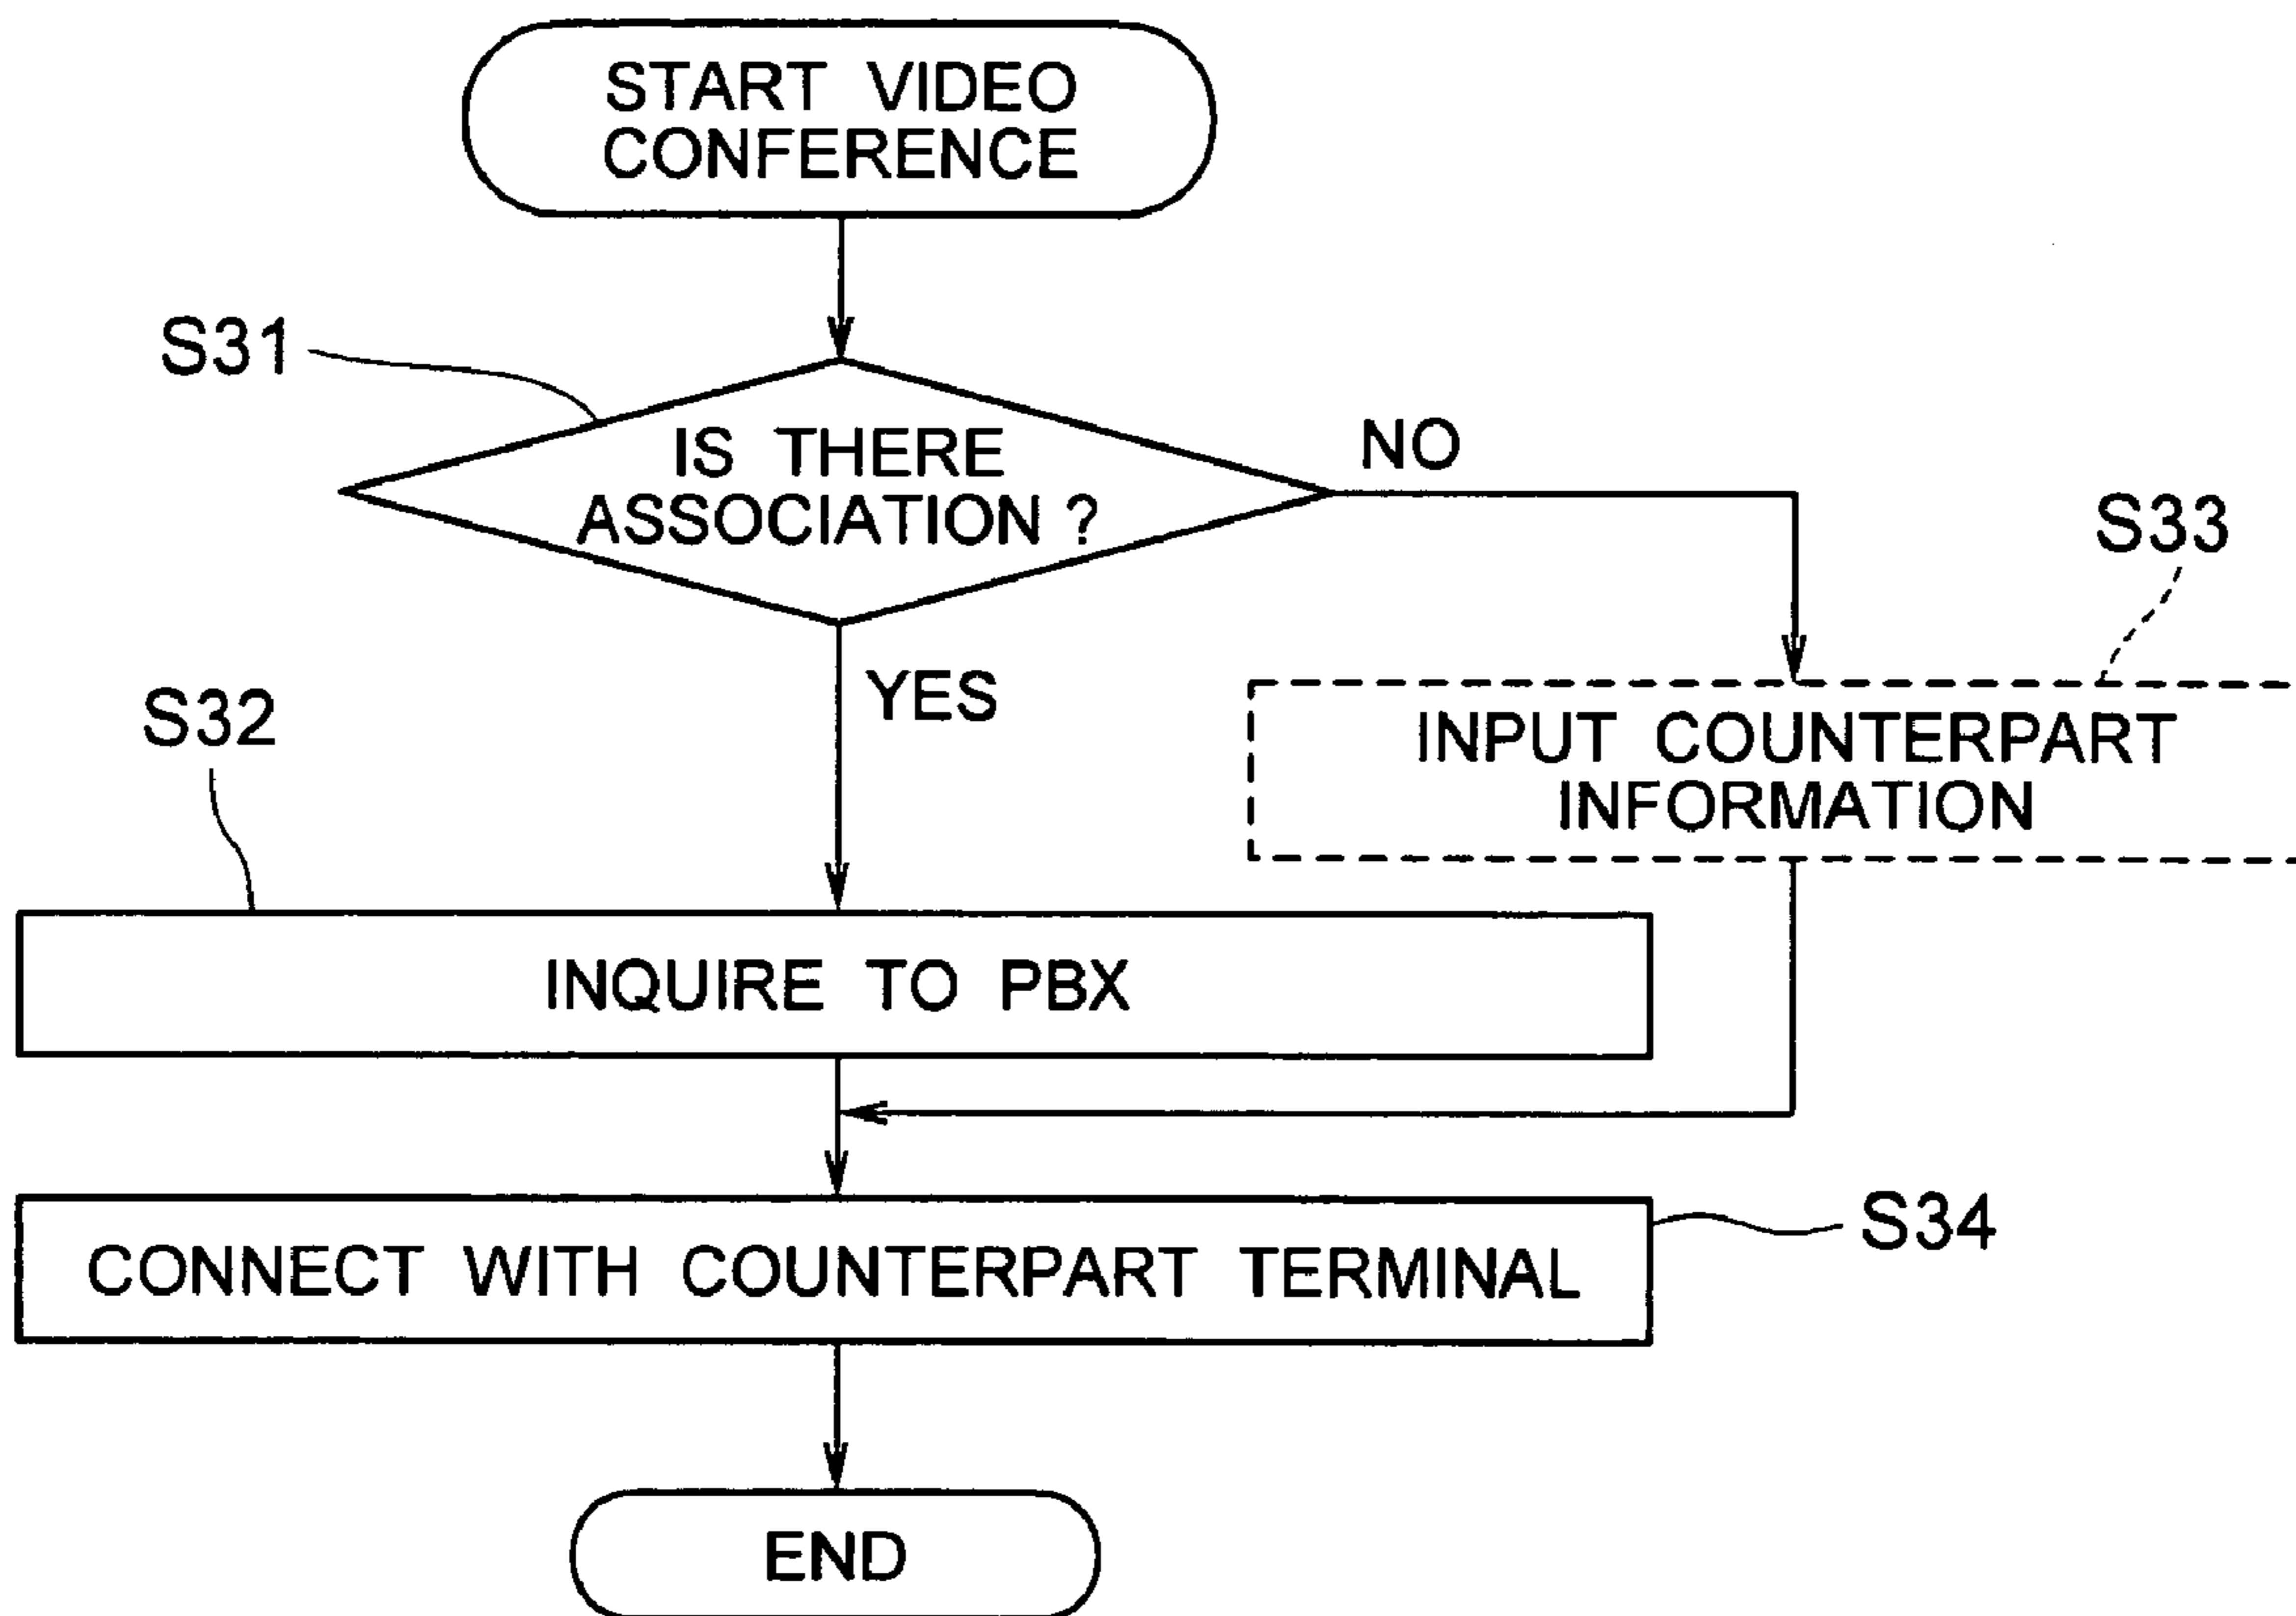 START VIDEO
CONFERENCE
S31
IS THERE
ASSOCIATION ?
NO
S33
YES
S32
INPUT COUNTERPART
INFORMATION
INQUIRE TO PBX
CONNECT WITH COUNTERPART TERMINAL
S34
END